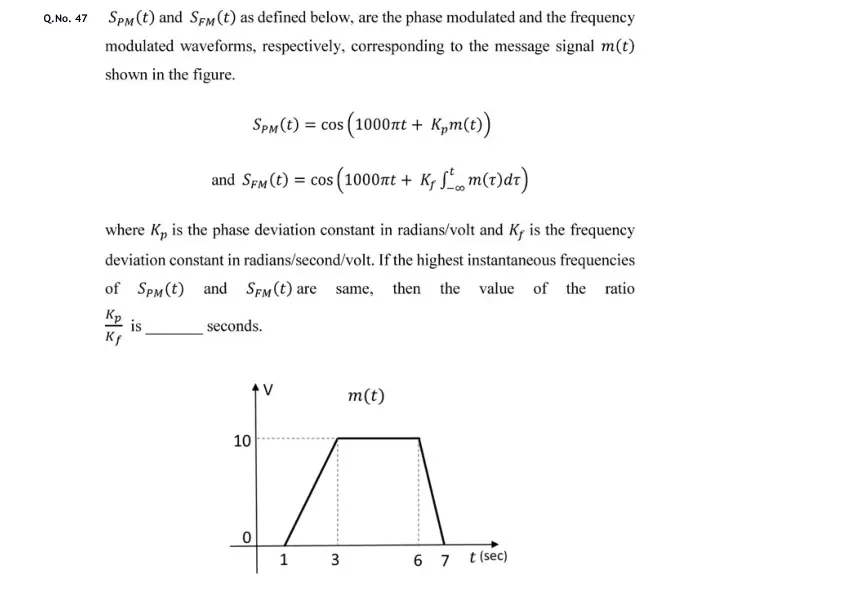 Q.No. 47 S_PM(t) and S_FM(t) as defined below, are the phase modulated and the frequency
modulated waveforms, respectively, corresponding to the message signal m(t)
shown in the figure.
S_PM(t) = cos(1000πt + K_p m(t))
and S_FM(t) = cos(1000πt + K_f ∫_{-∞}^{t} m(τ)dτ)
where K_p is the phase deviation constant in radians/volt and K_f is the frequency
deviation constant in radians/second/volt. If the highest instantaneous frequencies
of S_PM(t) and S_FM(t) are same, then the value of the ratio
K_p/K_f is ______ seconds.
V
m(t)
10
0
1 3 6 7 t (sec)